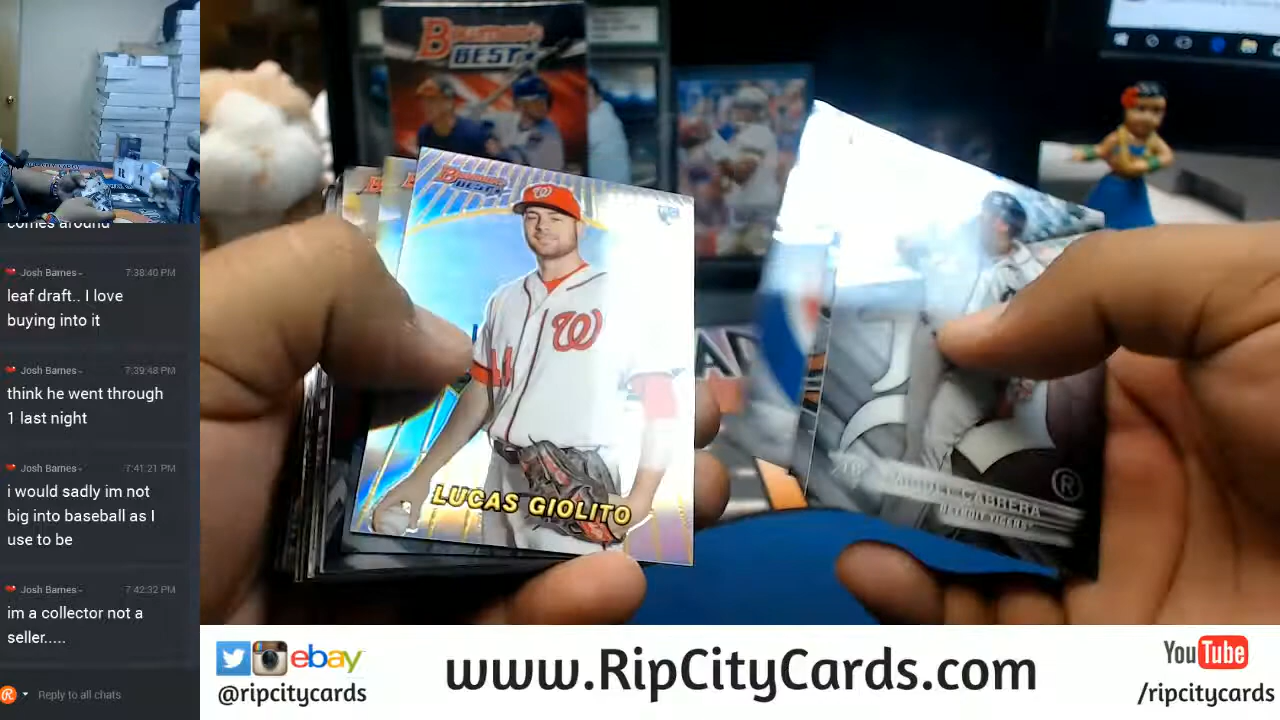 comes around
Josh Barnes 7:38:40 PM
leaf draft.. I love
buying into it
Josh Barnes 7:39:48 PM
think he went through
1 last night
Josh Barnes 7:41:21 PM
i would sadly im not
big into baseball as I
use to be
Josh Barnes 7:42:32 PM
im a collector not a
seller.....
Reply to all chats
Bowman's
BEST
Bowman's
BEST
W
W
LUCAS GIOLITO
MIGUEL CABRERA
DETROIT TIGERS
®
ebay
@ripcitycards
www.RipCityCards.com
YouTube
/ripcitycards